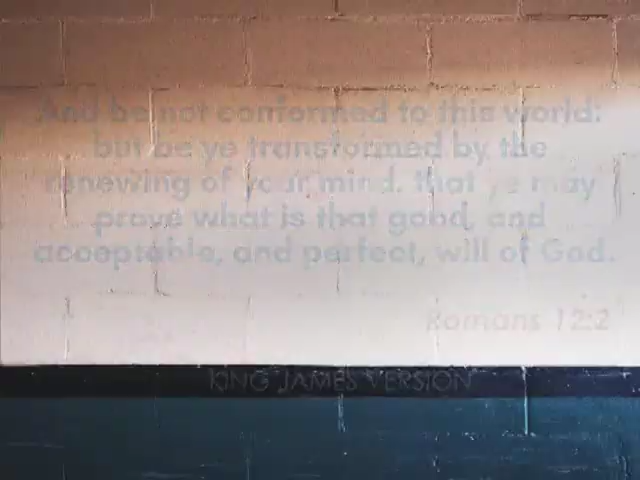 And be not conformed to this world:
but be ye transformed by the
renewing of your mind, that ye may
prove what is that good, and
acceptable, and perfect, will of God.
Romans 12:2
KING JAMES VERSION